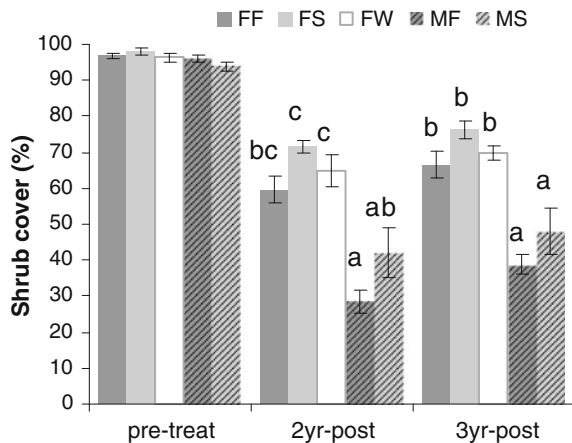 FF FS FW MF MS
Shrub cover (%)
100
90
80
70
60
50
40
30
20
10
0
bc c c a ab
b b b a a
pre-treat 2yr-post 3yr-post